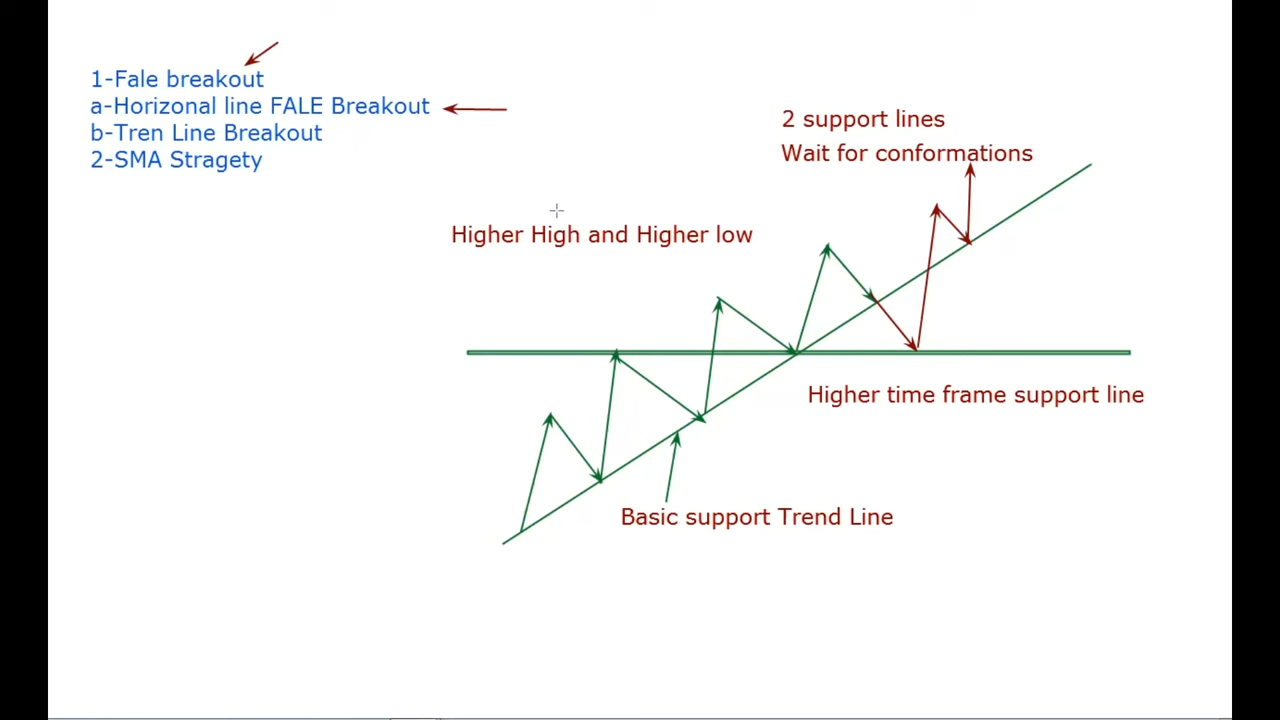 1-Fale breakout
a-Horizonal line FALE Breakout
b-Tren Line Breakout
2-SMA Stragety
2 support lines
Wait for conformations
Higher High and Higher low
Higher time frame support line
Basic support Trend Line